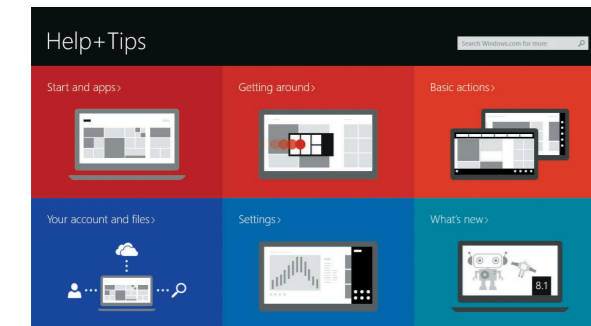 Help+Tips
Search Windows.com for more
Start and apps>
Getting around>
Basic actions>
Your account and files>
Settings>
What's new>
8.1